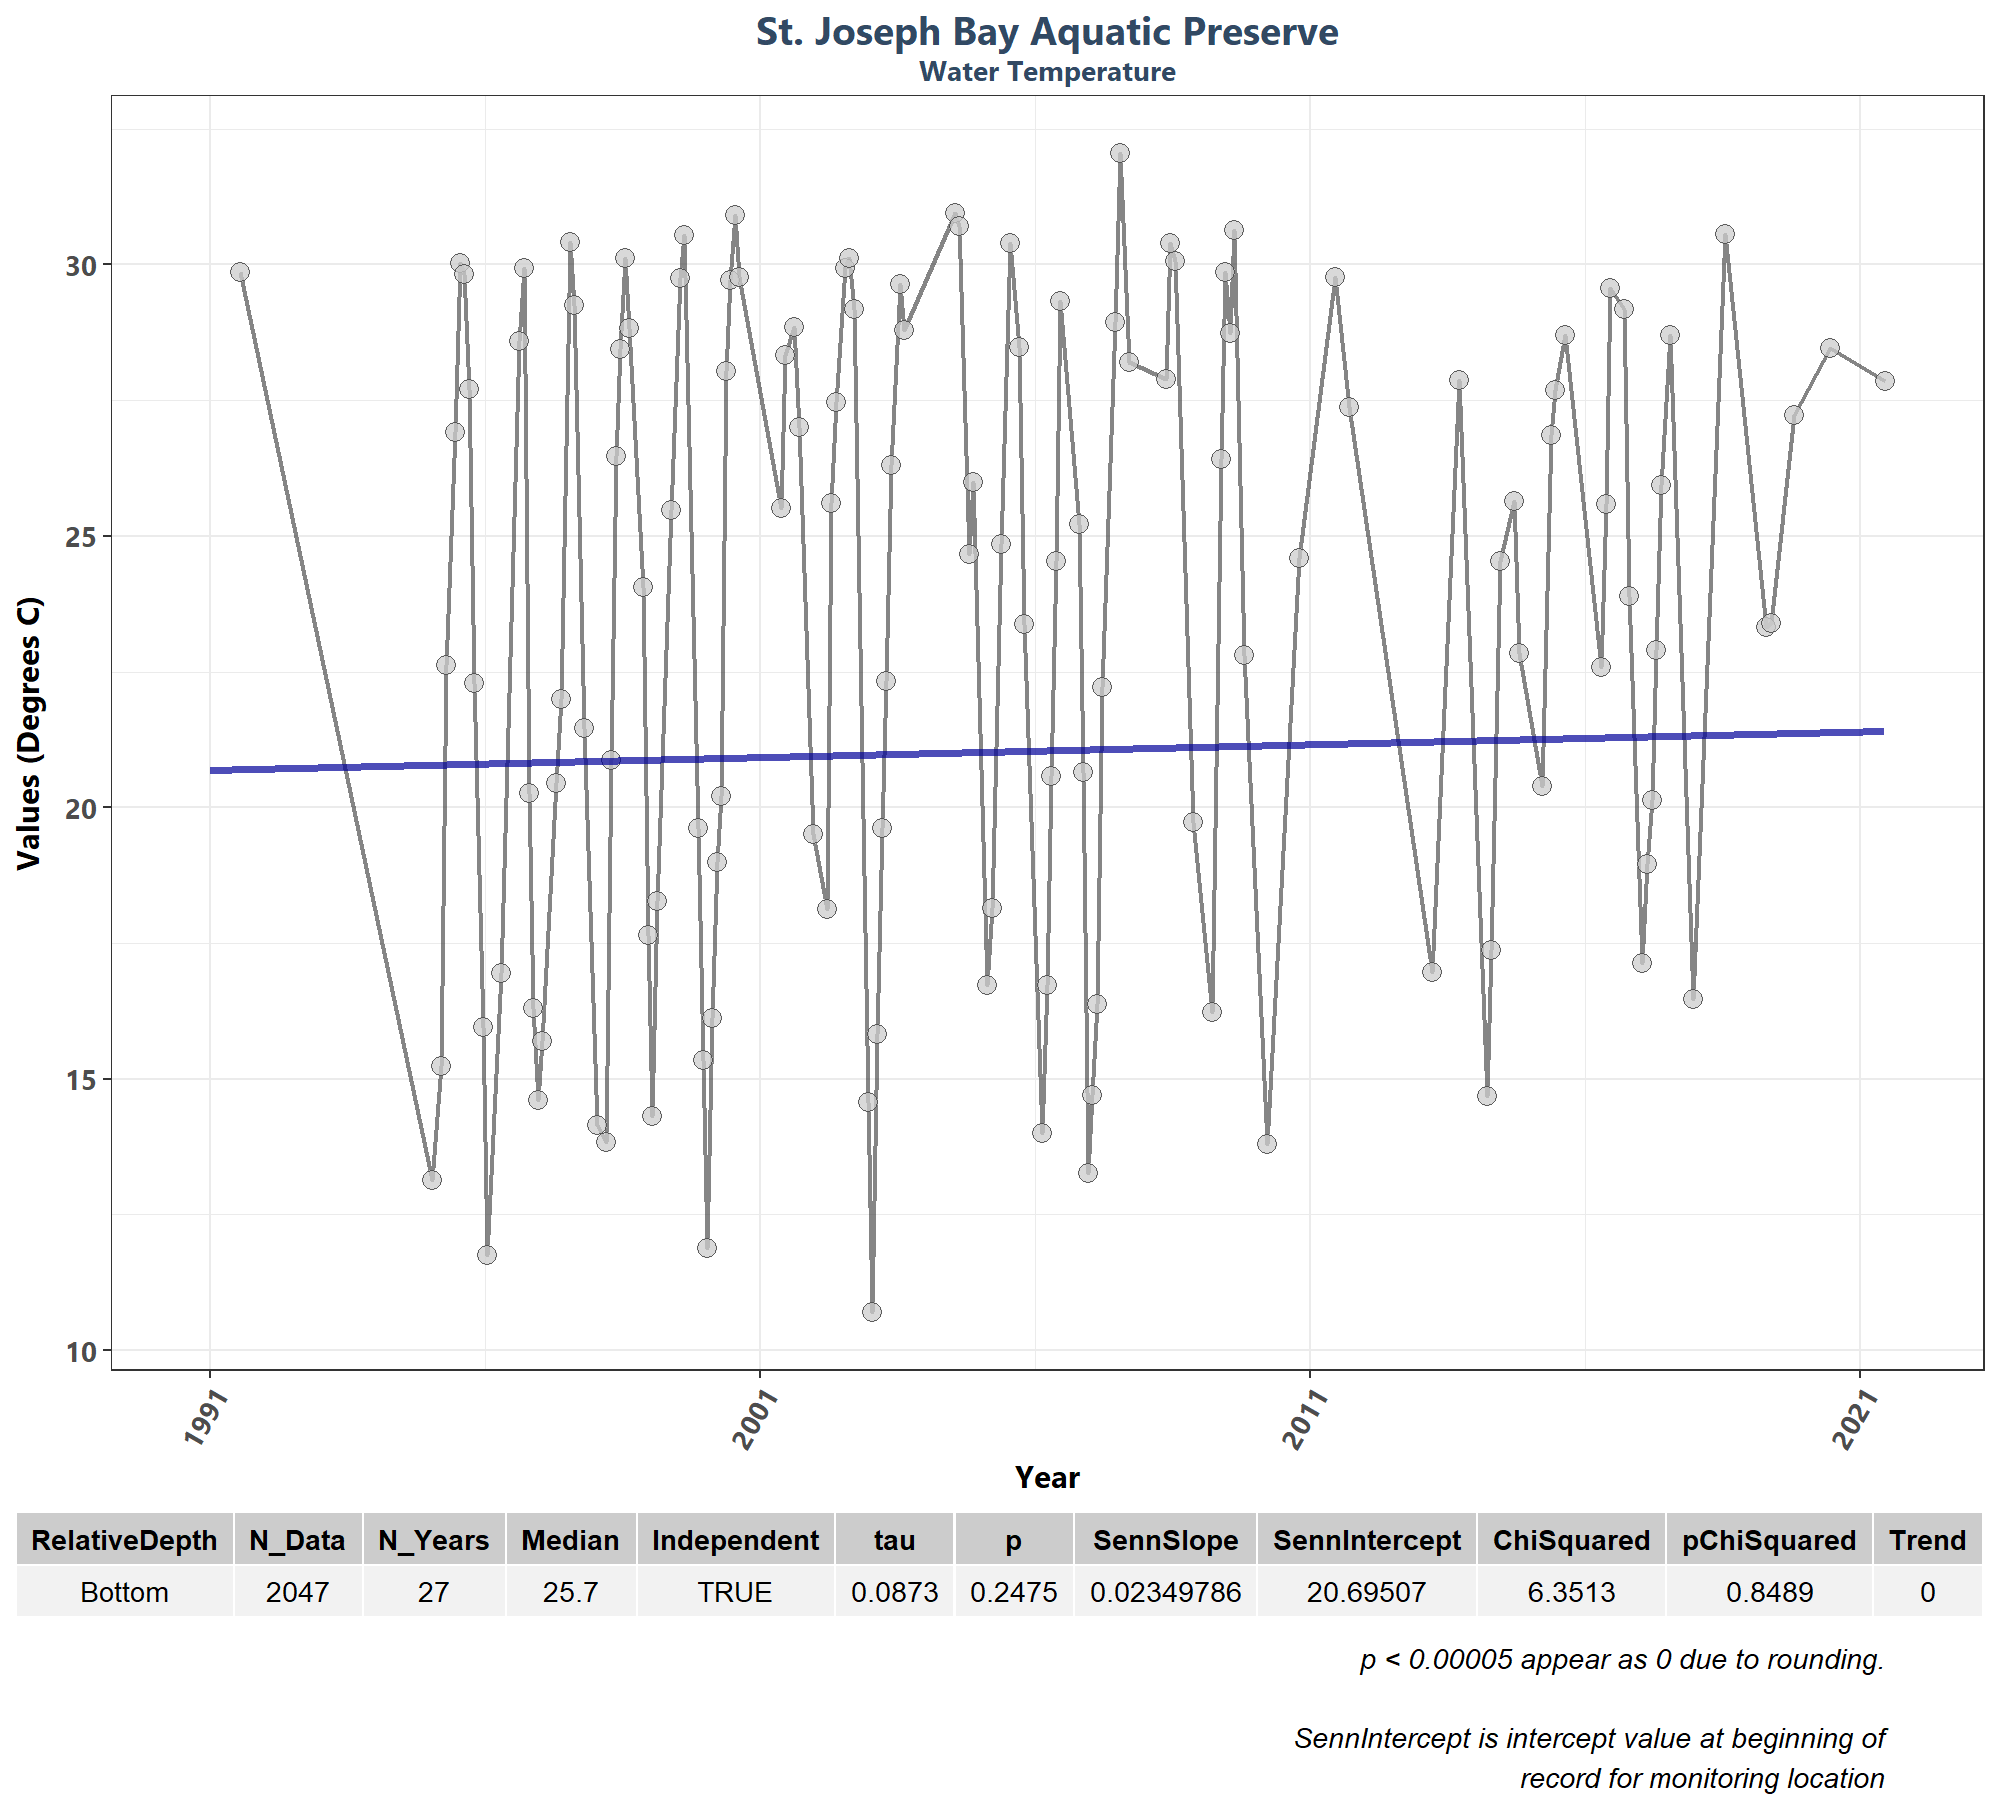 St. Joseph Bay Aquatic Preserve
Water Temperature
Values (Degrees C)
30
25
20
15
10
1991
2001
2011
2021
Year
RelativeDepth N_Data N_Years Median Independent tau p SennSlope SennIntercept ChiSquared pChiSquared Trend
Bottom 2047 27 25.7 TRUE 0.0873 0.2475 0.02349786 20.69507 6.3513 0.8489 0
p < 0.00005 appear as 0 due to rounding.
SennIntercept is intercept value at beginning of
record for monitoring location